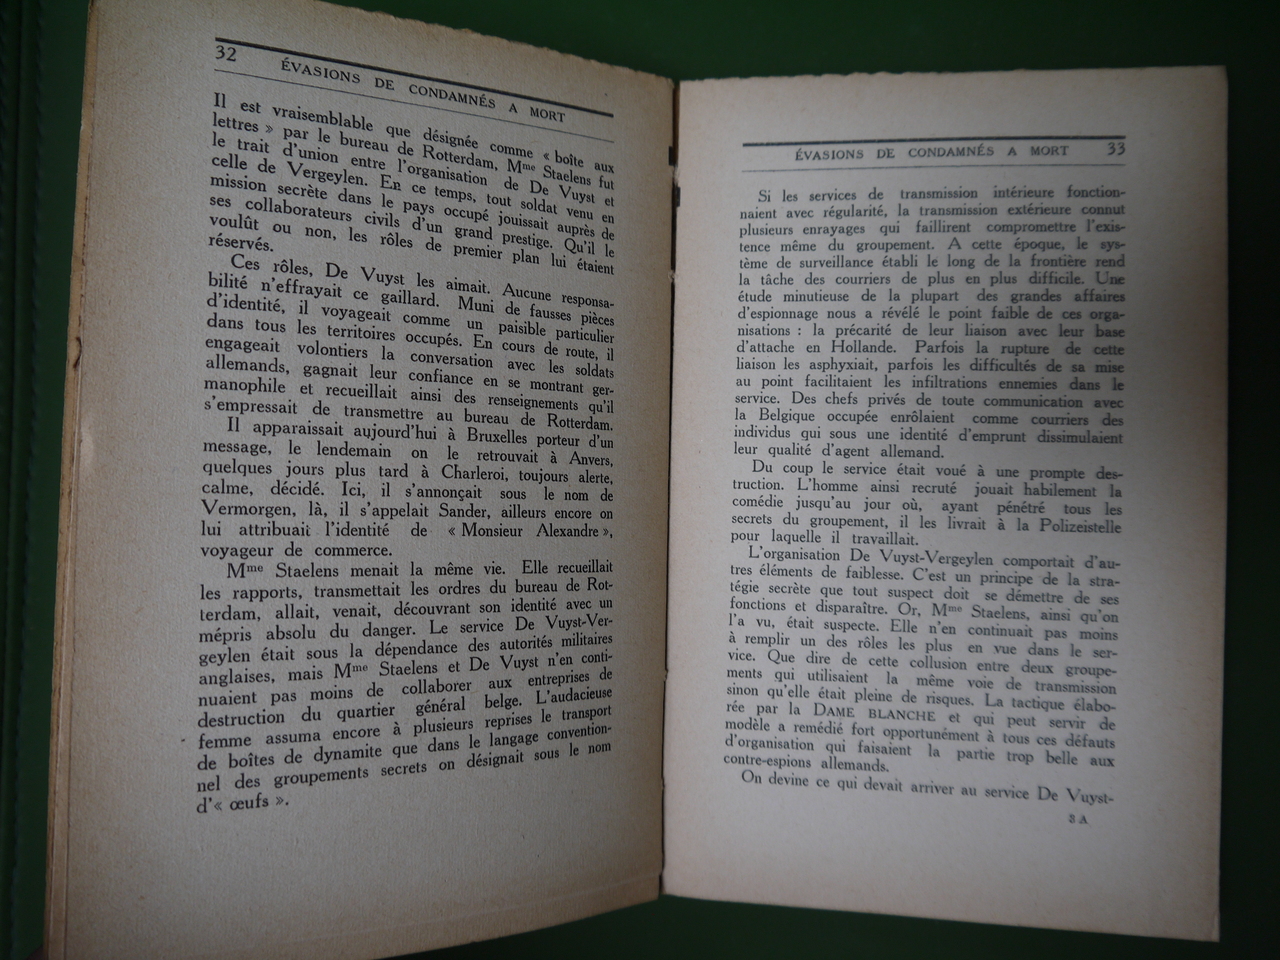 32
ÉVASIONS DE CONDAMNÉS A MORT
Il est vraisemblable que désignée comme « boîte aux
lettres » par le bureau de Rotterdam, Mme Staelens fut
le trait d'union entre l'organisation de De Vuyst et
celle de Vergeylen. En ce temps, tout soldat venu en
mission secrète dans le pays occupé jouissait auprès de
ses collaborateurs civils d'un grand prestige. Qu'il le
voulût ou non, les rôles de premier plan lui étaient
réservés.
Ces rôles, De Vuyst les aimait. Aucune responsa-
bilité n'effrayait ce gaillard. Muni de fausses pièces
d'identité, il voyageait comme un paisible particulier
dans tous les territoires occupés. En cours de route, il
engageait volontiers la conversation avec les soldats
allemands, gagnait leur confiance en se montrant ger-
manophile et recueillait ainsi des renseignements qu'il
s'empressait de transmettre au bureau de Rotterdam.
Il apparaissait aujourd'hui à Bruxelles porteur d'un
message, le lendemain on le retrouvait à Anvers,
quelques jours plus tard à Charleroi, toujours alerte,
calme, décidé. Ici, il s'annonçait sous le nom de
Vermorgen, là, il s'appelait Sander, ailleurs encore on
lui attribuait l'identité de « Monsieur Alexandre »,
voyageur de commerce.
Mme Staelens menait la même vie. Elle recueillait
les rapports, transmettait les ordres du bureau de Rot-
terdam, allait, venait, découvrant son identité avec un
mépris absolu du danger. Le service De Vuyst-Ver-
geylen était sous la dépendance des autorités militaires
anglaises, mais Mme Staelens et De Vuyst n'en conti-
nuaient pas moins de collaborer aux entreprises de
destruction du quartier général belge. L'audacieuse
femme assuma encore à plusieurs reprises le transport
de boîtes de dynamite que dans le langage convention-
nel des groupements secrets on désignait sous le nom
d'« œufs ».
ÉVASIONS DE CONDAMNÉS A MORT
33
Si les services de transmission intérieure fonction-
naient avec régularité, la transmission extérieure connut
plusieurs enrayages qui faillirent compromettre l'exis-
tence même du groupement. A cette époque, le sys-
tème de surveillance établi le long de la frontière rend
la tâche des courriers de plus en plus difficile. Une
étude minutieuse de la plupart des grandes affaires
d'espionnage nous a révélé le point faible de ces orga-
nisations : la précarité de leur liaison avec leur base
d'attache en Hollande. Parfois la rupture de cette
liaison les asphyxiait, parfois les difficultés de sa mise
au point facilitaient les infiltrations ennemies dans le
service. Des chefs privés de toute communication avec
la Belgique occupée enrôlaient comme courriers des
individus qui sous une identité d'emprunt dissimulaient
leur qualité d'agent allemand.
Du coup le service était voué à une prompte des-
truction. L'homme ainsi recruté jouait habilement la
comédie jusqu'au jour où, ayant pénétré tous les
secrets du groupement, il les livrait à la Polizeistelle
pour laquelle il travaillait.
L'organisation De Vuyst-Vergeylen comportait d'au-
tres éléments de faiblesse. C'est un principe de la stra-
tégie secrète que tout suspect doit se démettre de ses
fonctions et disparaître. Or, Mme Staelens, ainsi qu'on
l'a vu, était suspecte. Elle n'en continuait pas moins
à remplir un des rôles les plus en vue dans le ser-
vice. Que dire de cette collusion entre deux groupe-
ments qui utilisaient la même voie de transmission
sinon qu'elle était pleine de risques. La tactique élabo-
rée par la DAME BLANCHE et qui peut servir de
modèle a remédié fort opportunément à tous ces défauts
d'organisation qui faisaient la partie trop belle aux
contre-espions allemands.
On devine ce qui devait arriver au service De Vuyst-
3 A